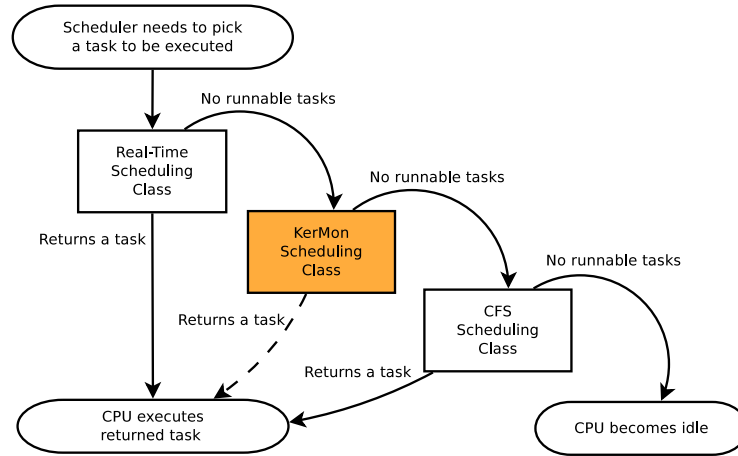 Scheduler needs to pick
a task to be executed
No runnable tasks
Real-Time
Scheduling
Class
No runnable tasks
Returns a task
KerMon
Scheduling
Class
No runnable tasks
Returns a task
CFS
Scheduling
Class
Returns a task
CPU executes
returned task
CPU becomes idle